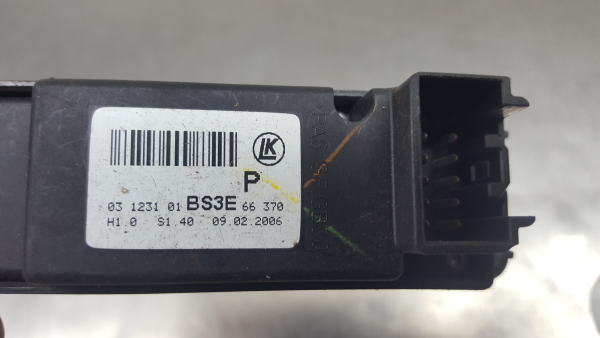 LK
P
03 1231 01 BS3E 66 370
H1.0 S1.40 09.02.2006